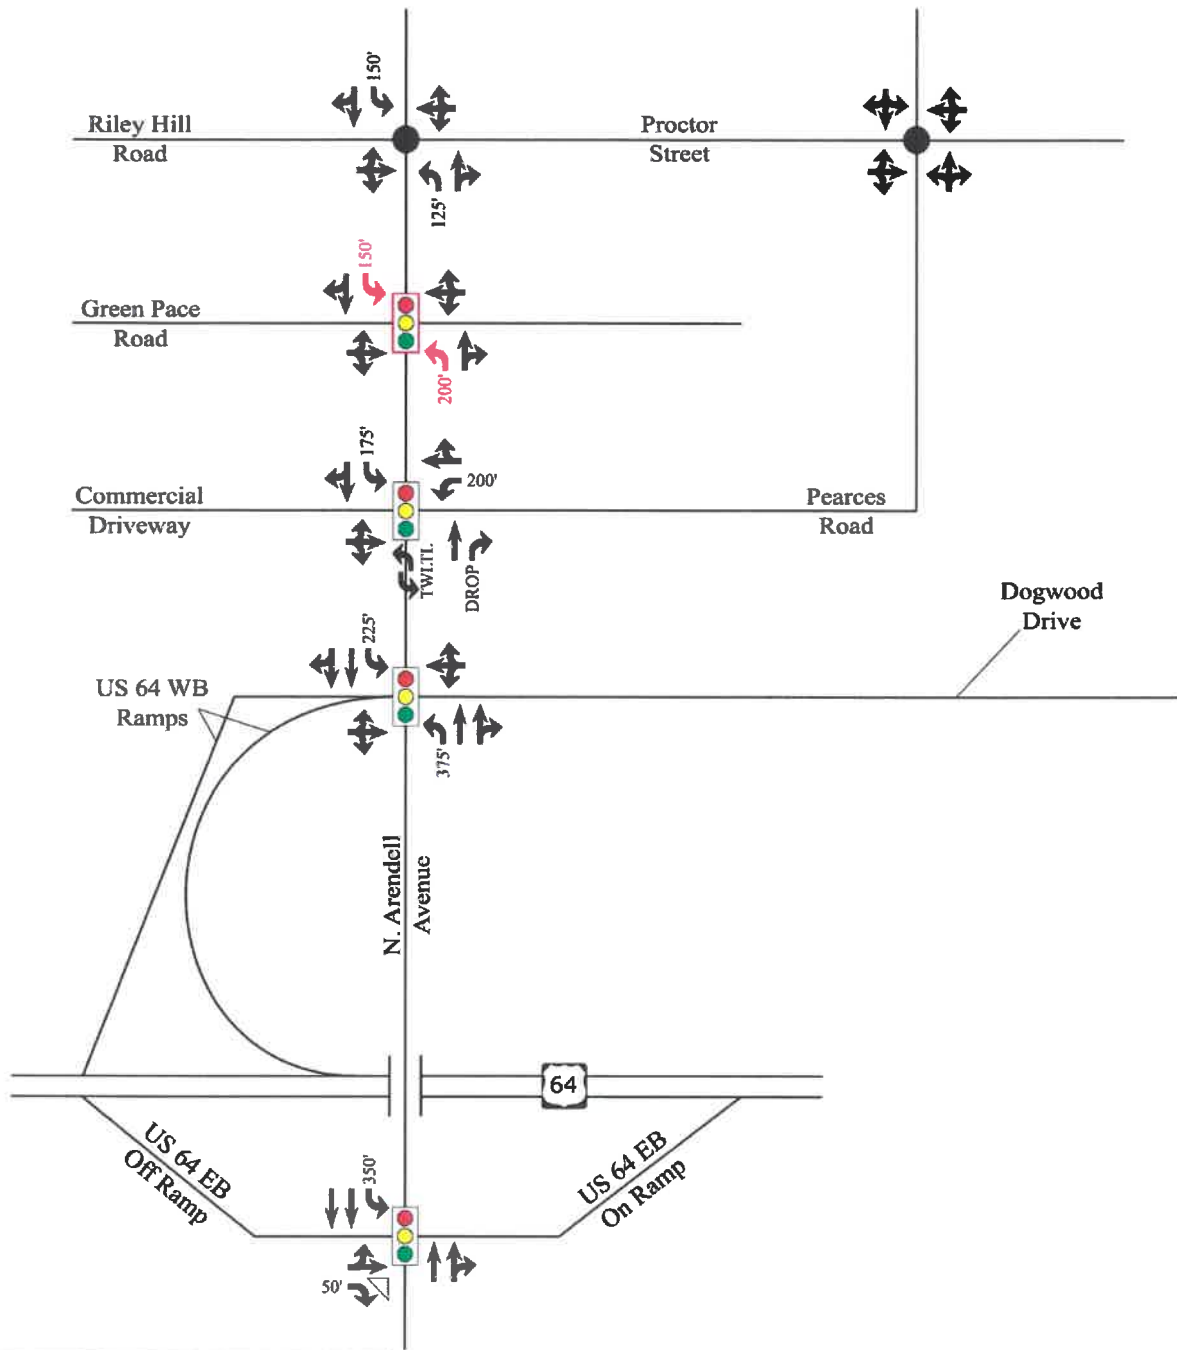 150'
Riley Hill
Road
Proctor
Street
125'
150'
Green Pace
Road
200'
175'
200'
Commercial
Driveway
Pearces
Road
TWLTL
DROP
Dogwood
Drive
225'
US 64 WB
Ramps
375'
N. Arendell
Avenue
64
US 64 EB
Off Ramp
US 64 EB
On Ramp
350'
50'